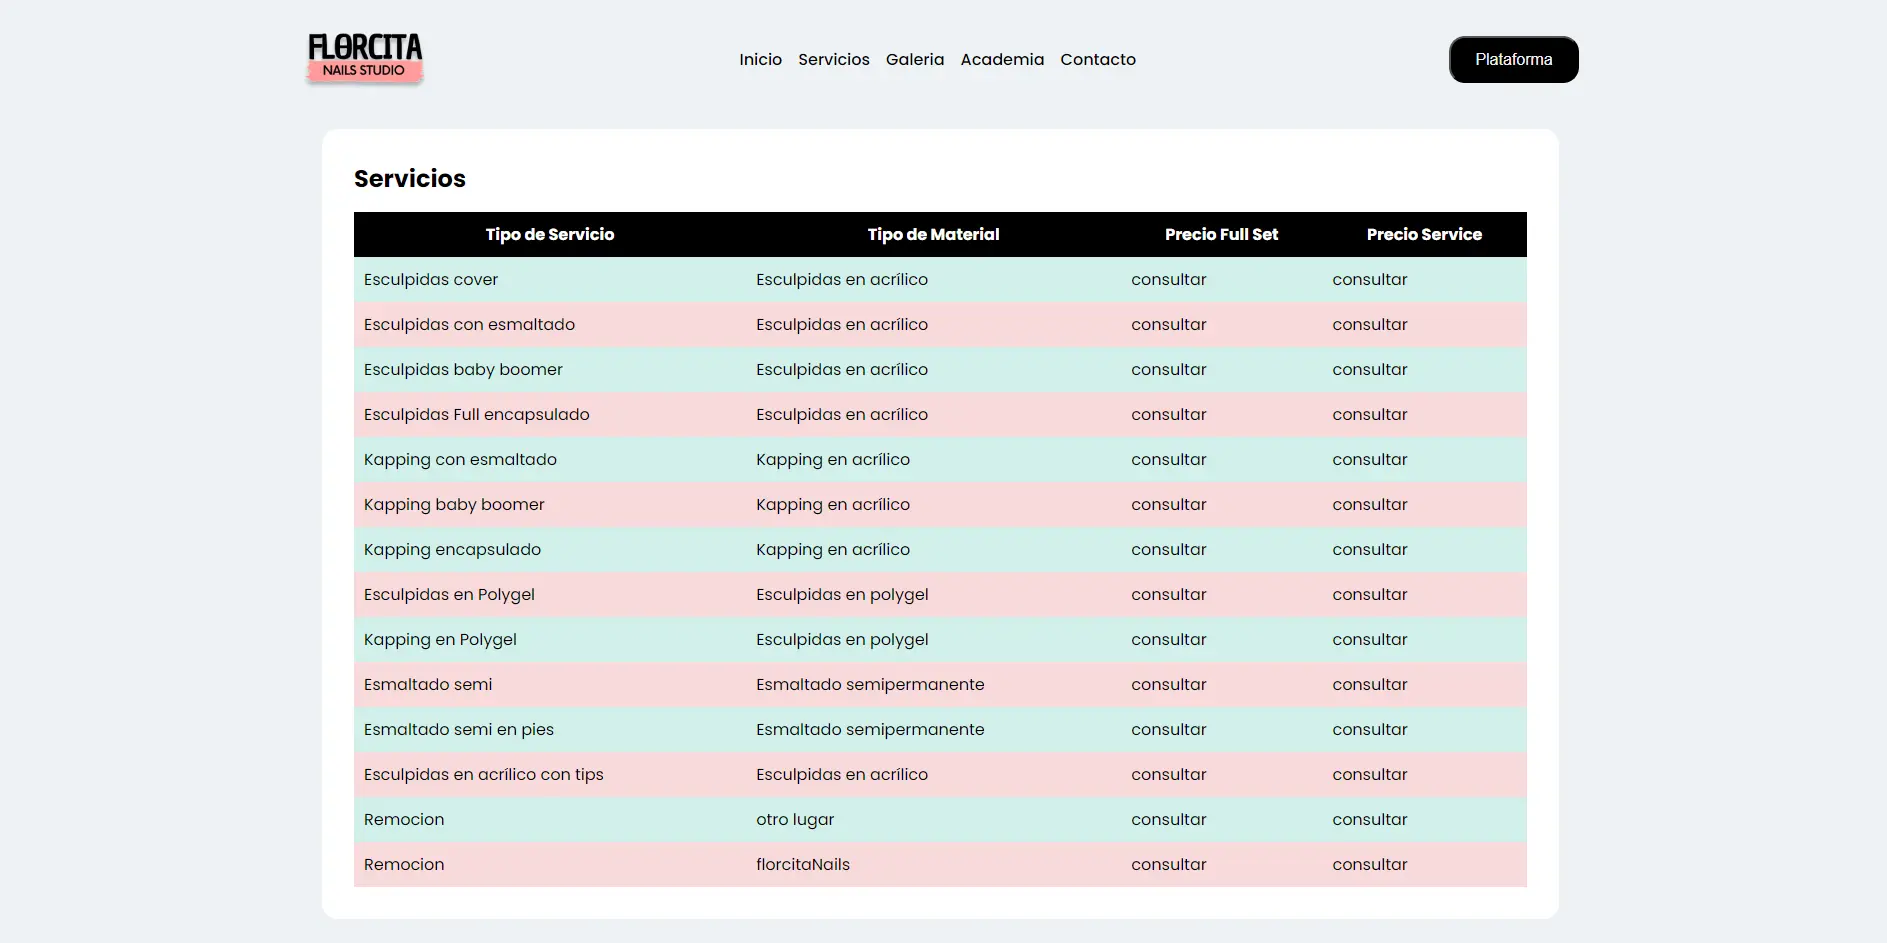 FLORCITA
NAILS STUDIO
Inicio Servicios Galeria Academia Contacto
Plataforma
Servicios
Tipo de Servicio Tipo de Material Precio Full Set Precio Service
Esculpidas cover Esculpidas en acrílico consultar consultar
Esculpidas con esmaltado Esculpidas en acrílico consultar consultar
Esculpidas baby boomer Esculpidas en acrílico consultar consultar
Esculpidas Full encapsulado Esculpidas en acrílico consultar consultar
Kapping con esmaltado Kapping en acrílico consultar consultar
Kapping baby boomer Kapping en acrílico consultar consultar
Kapping encapsulado Kapping en acrílico consultar consultar
Esculpidas en Polygel Esculpidas en polygel consultar consultar
Kapping en Polygel Esculpidas en polygel consultar consultar
Esmaltado semi Esmaltado semipermanente consultar consultar
Esmaltado semi en pies Esmaltado semipermanente consultar consultar
Esculpidas en acrílico con tips Esculpidas en acrílico consultar consultar
Remocion otro lugar consultar consultar
Remocion florcitaNails consultar consultar